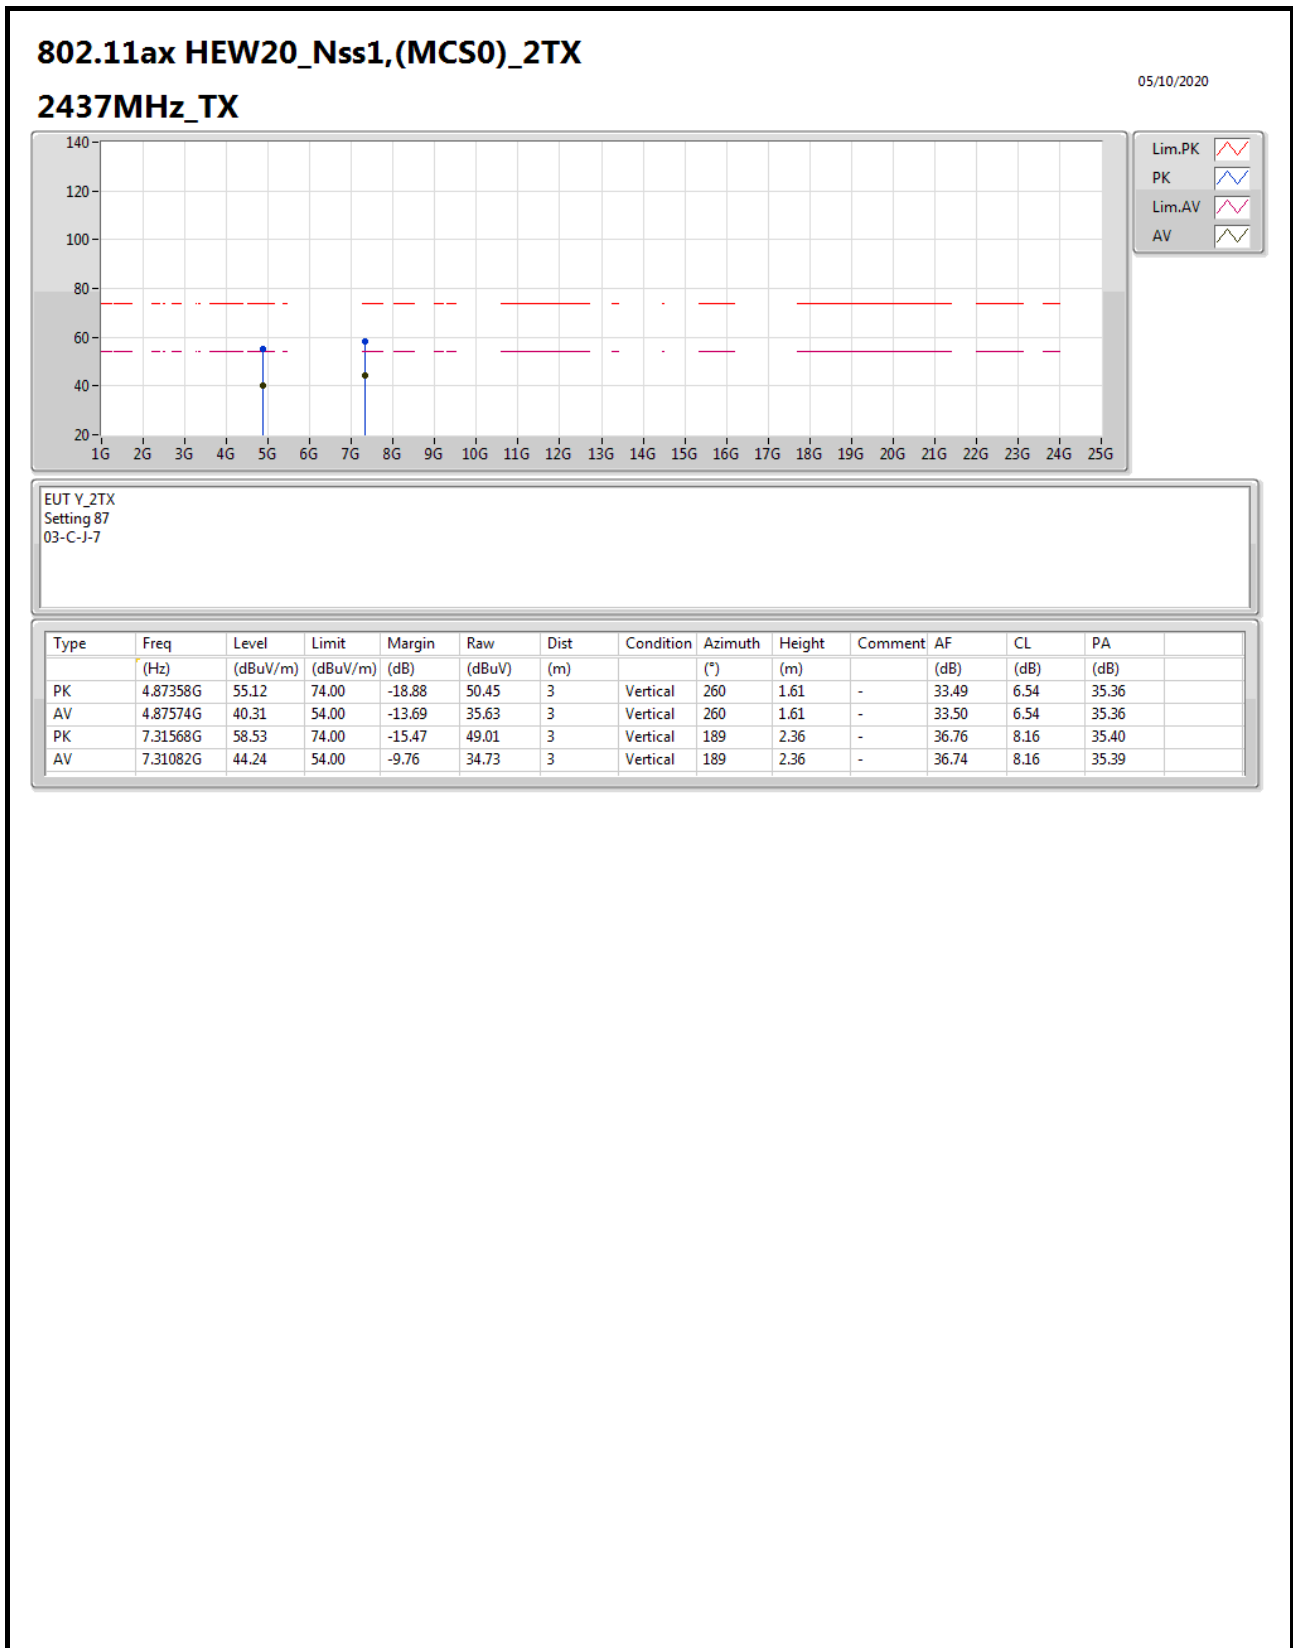 802.11ax HEW20_Nss1,(MCS0)_2TX
05/10/2020
2437MHz_TX
140
120
100
80
60
40
20
1G 2G 3G 4G 5G 6G 7G 8G 9G 10G 11G 12G 13G 14G 15G 16G 17G 18G 19G 20G 21G 22G 23G 24G 25G
Lim.PK
PK
Lim.AV
AV
EUT Y_2TX
Setting 87
03-C-J-7
Type Freq Level Limit Margin Raw Dist Condition Azimuth Height Comment AF CL PA
(Hz) (dBuV/m) (dBuV/m) (dB) (dBuV) (m) (°) (m) (dB) (dB) (dB)
PK 4.87358G 55.12 74.00 -18.88 50.45 3 Vertical 260 1.61 - 33.49 6.54 35.36
AV 4.87574G 40.31 54.00 -13.69 35.63 3 Vertical 260 1.61 - 33.50 6.54 35.36
PK 7.31568G 58.53 74.00 -15.47 49.01 3 Vertical 189 2.36 - 36.76 8.16 35.40
AV 7.31082G 44.24 54.00 -9.76 34.73 3 Vertical 189 2.36 - 36.74 8.16 35.39